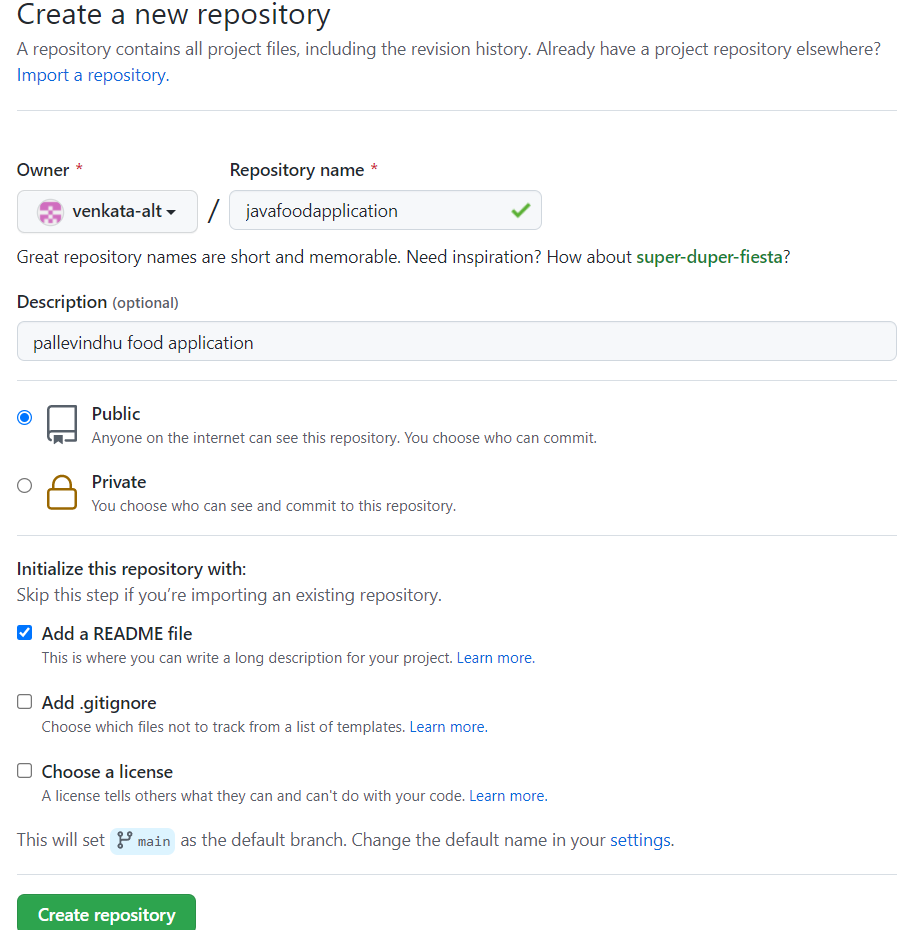 Create a new repository
A repository contains all project files, including the revision history. Already have a project repository elsewhere?
Import a repository.
Owner * Repository name *
venkata-alt / javafoodapplication
Great repository names are short and memorable. Need inspiration? How about super-duper-fiesta?
Description (optional)
pallevindhu food application
Public
Anyone on the internet can see this repository. You choose who can commit.
Private
You choose who can see and commit to this repository.
Initialize this repository with:
Skip this step if you’re importing an existing repository.
Add a README file
This is where you can write a long description for your project. Learn more.
Add .gitignore
Choose which files not to track from a list of templates. Learn more.
Choose a license
A license tells others what they can and can't do with your code. Learn more.
This will set main as the default branch. Change the default name in your settings.
Create repository